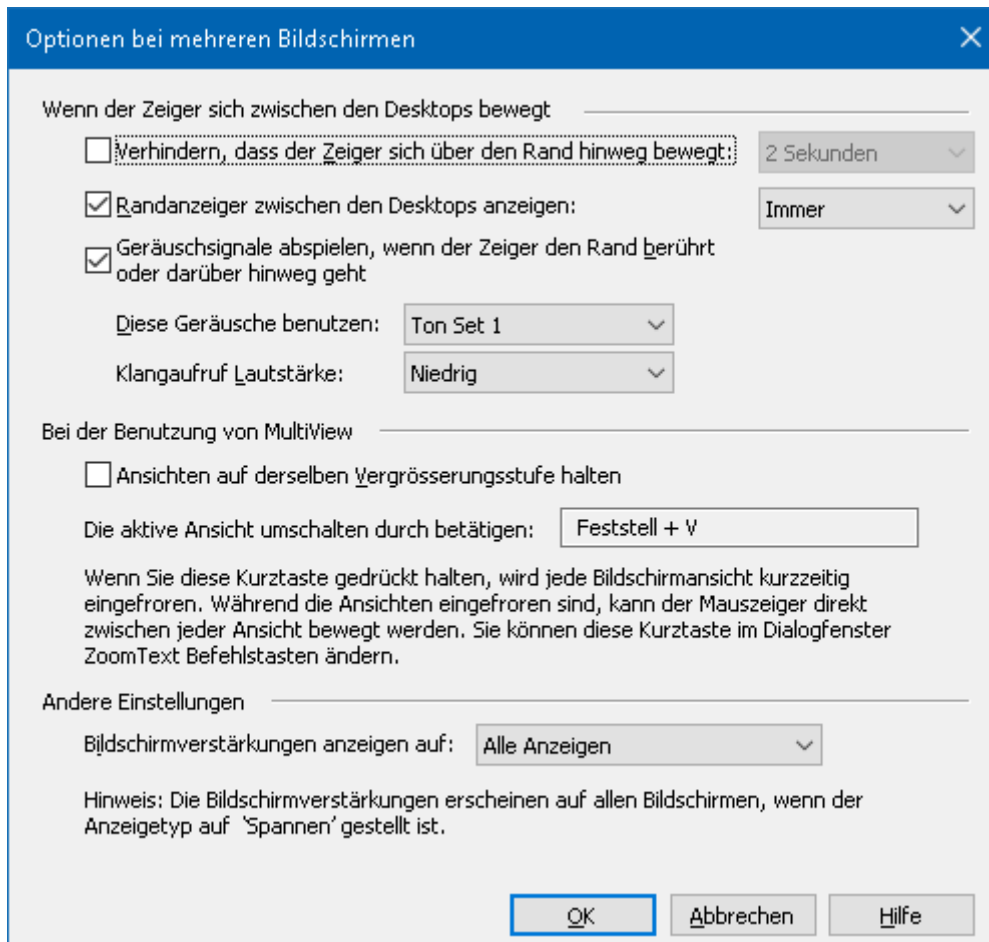 Optionen bei mehreren Bildschirmen
Wenn der Zeiger sich zwischen den Desktops bewegt
Verhindern, dass der Zeiger sich über den Rand hinweg bewegt: 2 Sekunden
Randanzeiger zwischen den Desktops anzeigen: Immer
Geräuschsignale abspielen, wenn der Zeiger den Rand berührt
oder darüber hinweg geht
Diese Geräusche benutzen: Ton Set 1
Klangaufruf Lautstärke: Niedrig
Bei der Benutzung von MultiView
Ansichten auf derselben Vergrösserungsstufe halten
Die aktive Ansicht umschalten durch betätigen: Feststell + V
Wenn Sie diese Kurztaste gedrückt halten, wird jede Bildschirmansicht kurzzeitig
eingefroren. Während die Ansichten eingefroren sind, kann der Mauszeiger direkt
zwischen jeder Ansicht bewegt werden. Sie können diese Kurztaste im Dialogfenster
ZoomText Befehlstasten ändern.
Andere Einstellungen
Bildschirmverstärkungen anzeigen auf: Alle Anzeigen
Hinweis: Die Bildschirmverstärkungen erscheinen auf allen Bildschirmen, wenn der
Anzeigetyp auf 'Spannen' gestellt ist.
OK Abbrechen Hilfe